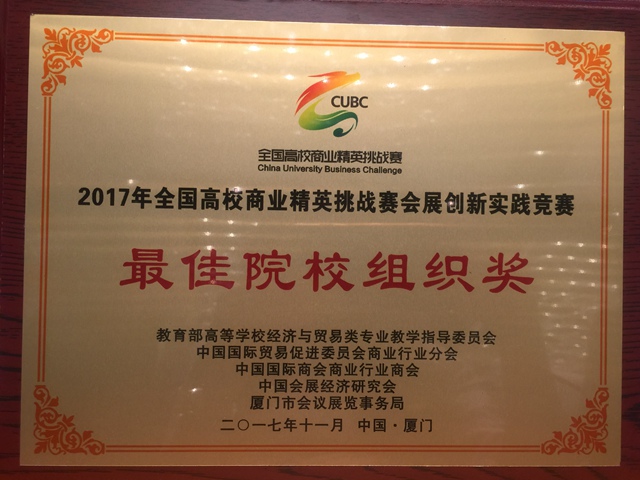 CUBC
全国高校商业精英挑战赛
China University Business Challenge
2017年全国高校商业精英挑战赛会展创新实践竞赛
最佳院校组织奖
教育部高等学校经济与贸易类专业教学指导委员会
中国国际贸易促进委员会商业行业分会
中国国际商会商业行业商会
中国会展经济研究会
厦门市会议展览事务局
二〇一七年十一月 中国·厦门